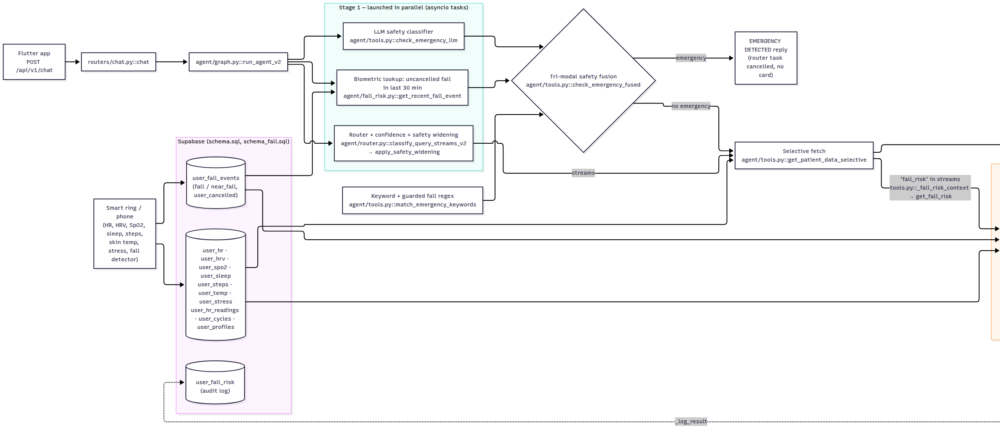 Stage 1 — launched in parallel (asyncio tasks)
LLM safety classifier
agent/tools.py::check_emergency_llm
Flutter app
POST
/api/v1/chat
routers/chat.py::chat
agent/graph.py::run_agent_v2
Biometric lookup: uncancelled fall
in last 30 min
agent/fall_risk.py::get_recent_fall_event
Router + confidence + safety widening
agent/router.py::classify_query_streams_v2
→ apply_safety_widening
Keyword + guarded fall regex
agent/tools.py::match_emergency_keywords
Tri-modal safety fusion
agent/tools.py::check_emergency_fused
emergency
no emergency
streams
EMERGENCY
DETECTED reply
(router task
cancelled, no
card)
Selective fetch
agent/tools.py::get_patient_data_selective
'fall_risk' in streams
tools.py::_fall_risk_context
→ get_fall_risk
Supabase (schema.sql, schema_fall.sql)
user_fall_events
(fall / near_fall,
user_cancelled)
Smart ring /
phone
(HR, HRV, SpO2,
sleep, steps,
skin temp,
stress, fall
detector)
user_hr ·
user_hrv ·
user_spo2 ·
user_sleep
user_steps ·
user_temp ·
user_stress
user_hr_readings
· user_cycles ·
user_profiles
user_fall_risk
(audit log)
_log_result